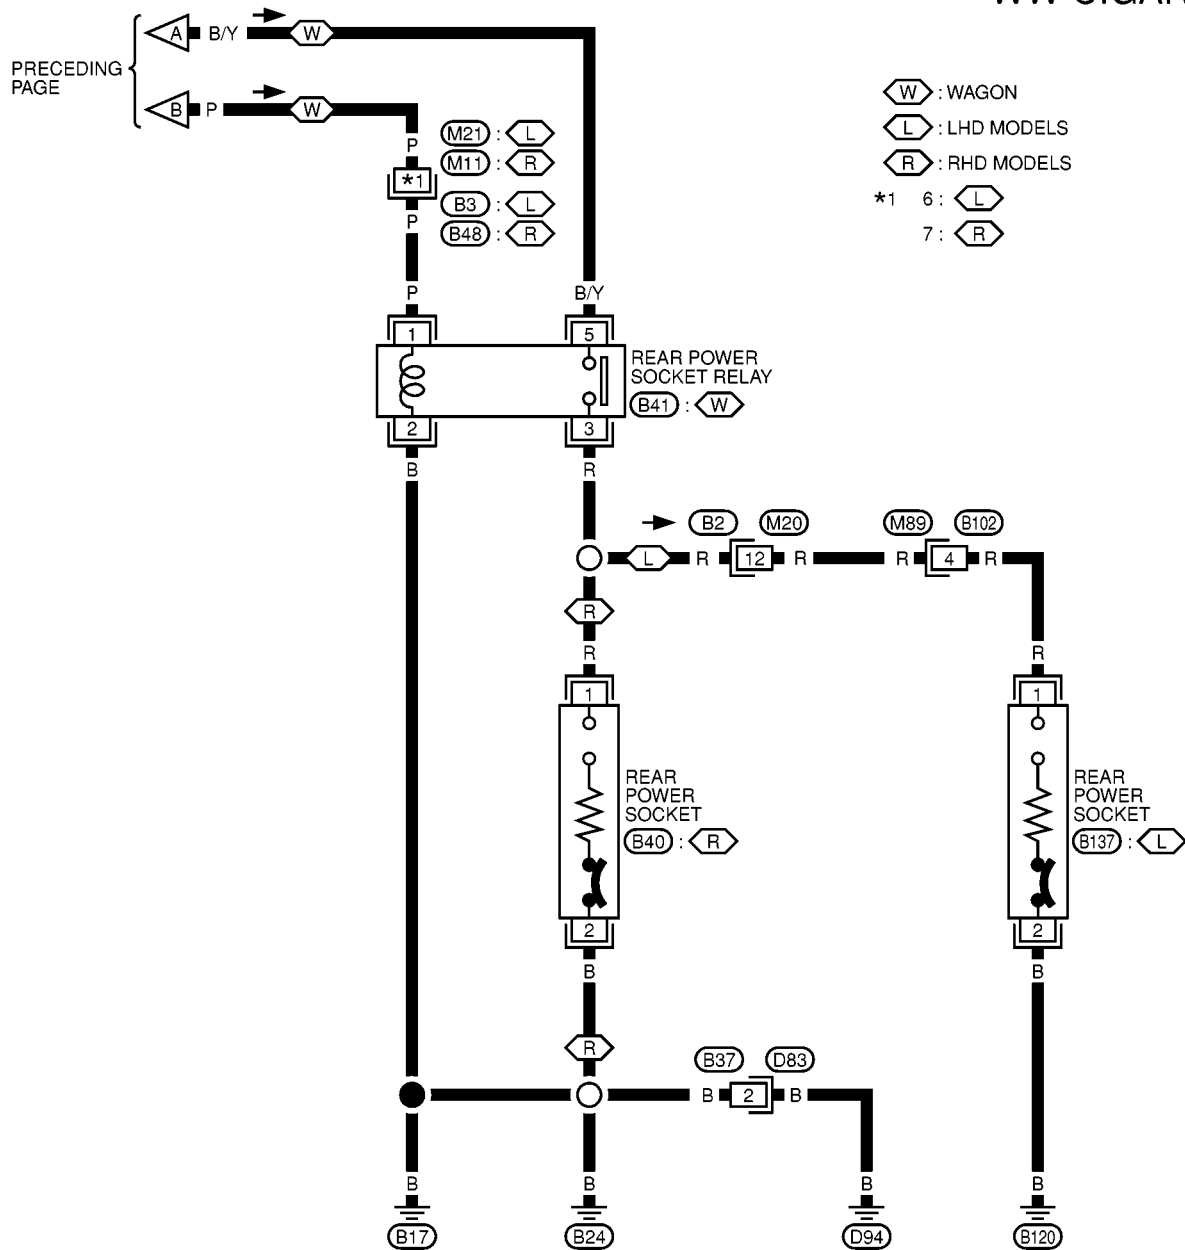 A B/Y W
PRECEDING
PAGE
B P W
W : WAGON
L : LHD MODELS
R : RHD MODELS
*1 6 : L
7 : R
P
M21 : L
M11 : R
*1
B3 : L
B48 : R
P
P B/Y
1 5
REAR POWER
SOCKET RELAY
B41 : W
2 3
B R
B2 M20 M89 B102
L R 12 R R 4 R
R
R R
1 1
REAR
POWER
SOCKET
B40 : R
REAR
POWER
SOCKET
B137 : L
2 2
B B
R
B37 D83
B 2 B
B B B B
B17 B24 D94 B120